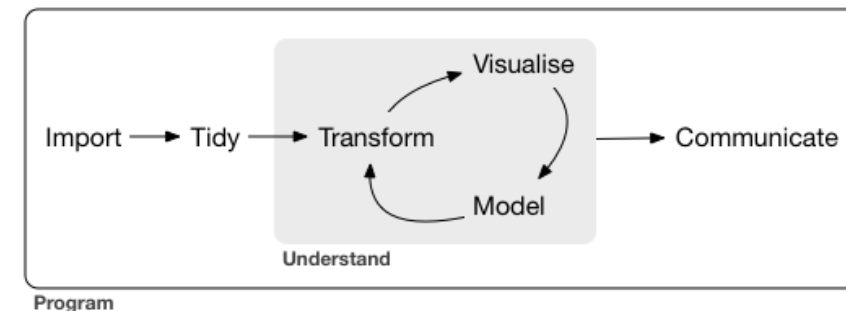 Visualise
Import Tidy Transform Communicate
Model
Understand
Program